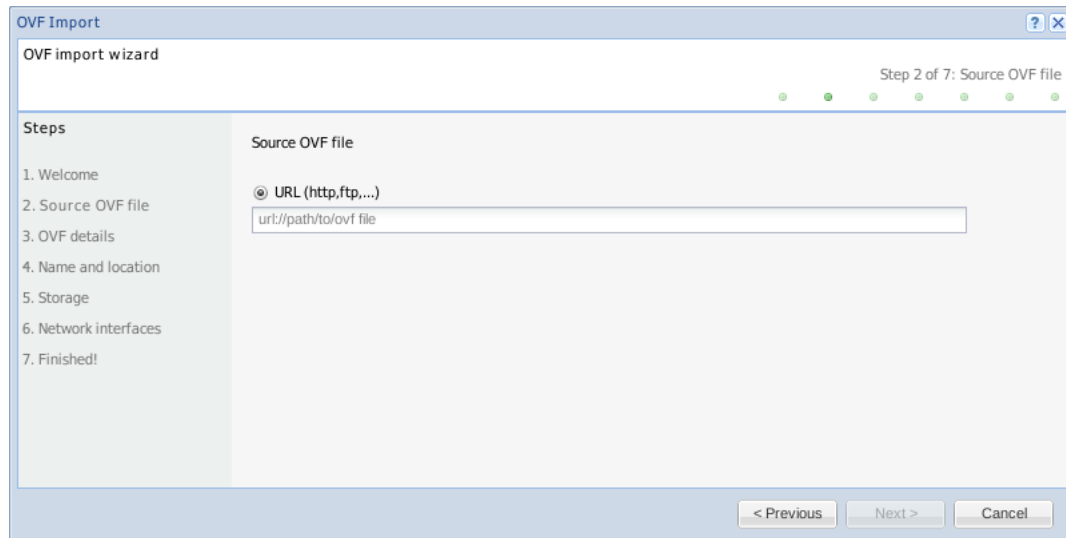 OVF Import
?
OVF import wizard
Step 2 of 7: Source OVF file
Steps
1. Welcome
2. Source OVF file
3. OVF details
4. Name and location
5. Storage
6. Network interfaces
7. Finished!
Source OVF file
URL (http,ftp,...)
url://path/to/ovf file
< Previous
Next >
Cancel